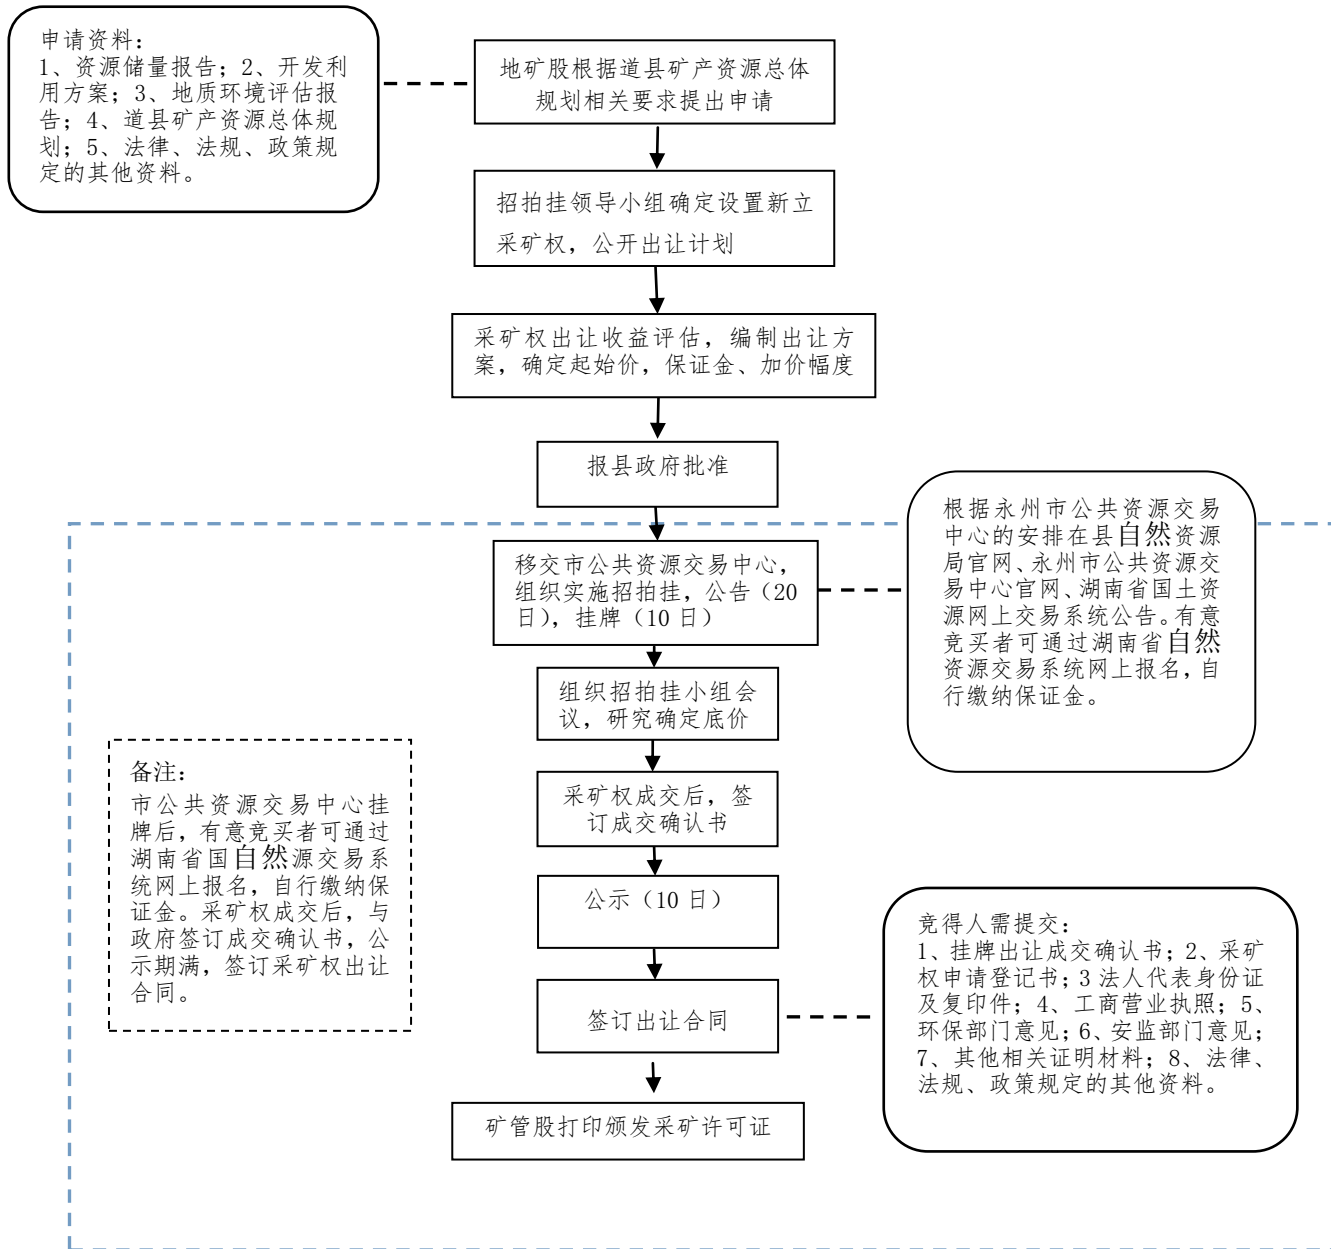 申请资料：
1、资源储量报告；2、开发利
用方案；3、地质环境评估报
告；4、道县矿产资源总体规
划；5、法律、法规、政策规
定的其他资料。
地矿股根据道县矿产资源总体
规划相关要求提出申请
招拍挂领导小组确定设置新立
采矿权，公开出让计划
采矿权出让收益评估，编制出让方
案，确定起始价，保证金、加价幅度
报县政府批准
根据永州市公共资源交易
中心的安排在县自然资源
局官网、永州市公共资源交
易中心官网、湖南省国土资
源网上交易系统公告。有意
竞买者可通过湖南省自然
资源交易系统网上报名，自
行缴纳保证金。
移交市公共资源交易中心，
组织实施招拍挂，公告（20
日），挂牌（10 日）
组织招拍挂小组会
议，研究确定底价
备注：
市公共资源交易中心挂
牌后，有意竞买者可通过
湖南省国自然源交易系
统网上报名，自行缴纳保
证金。采矿权成交后，与
政府签订成交确认书，公
示期满，签订采矿权出让
合同。
采矿权成交后，签
订成交确认书
公示（10 日）
签订出让合同
竞得人需提交：
1、挂牌出让成交确认书；2、采矿
权申请登记书；3 法人代表身份证
及复印件；4、工商营业执照；5、
环保部门意见；6、安监部门意见；
7、其他相关证明材料；8、法律、
法规、政策规定的其他资料。
矿管股打印颁发采矿许可证